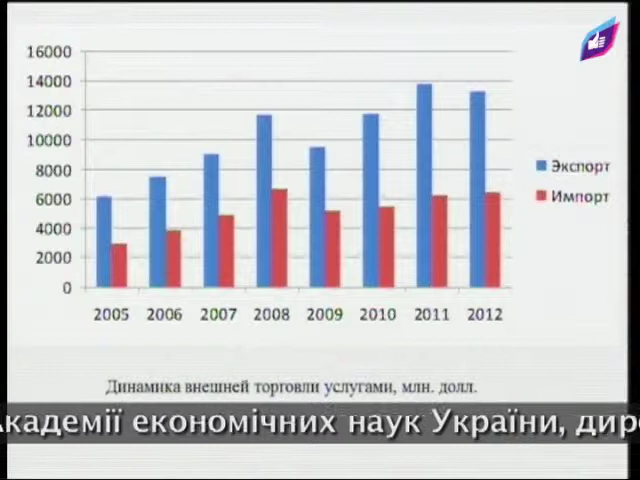 16000
14000
12000
10000
8000
6000
4000
2000
0
2005 2006 2007 2008 2009 2010 2011 2012
Экспорт
Импорт
Динамика внешней торговли услугами, млн. долл.
Академії економічних наук України,